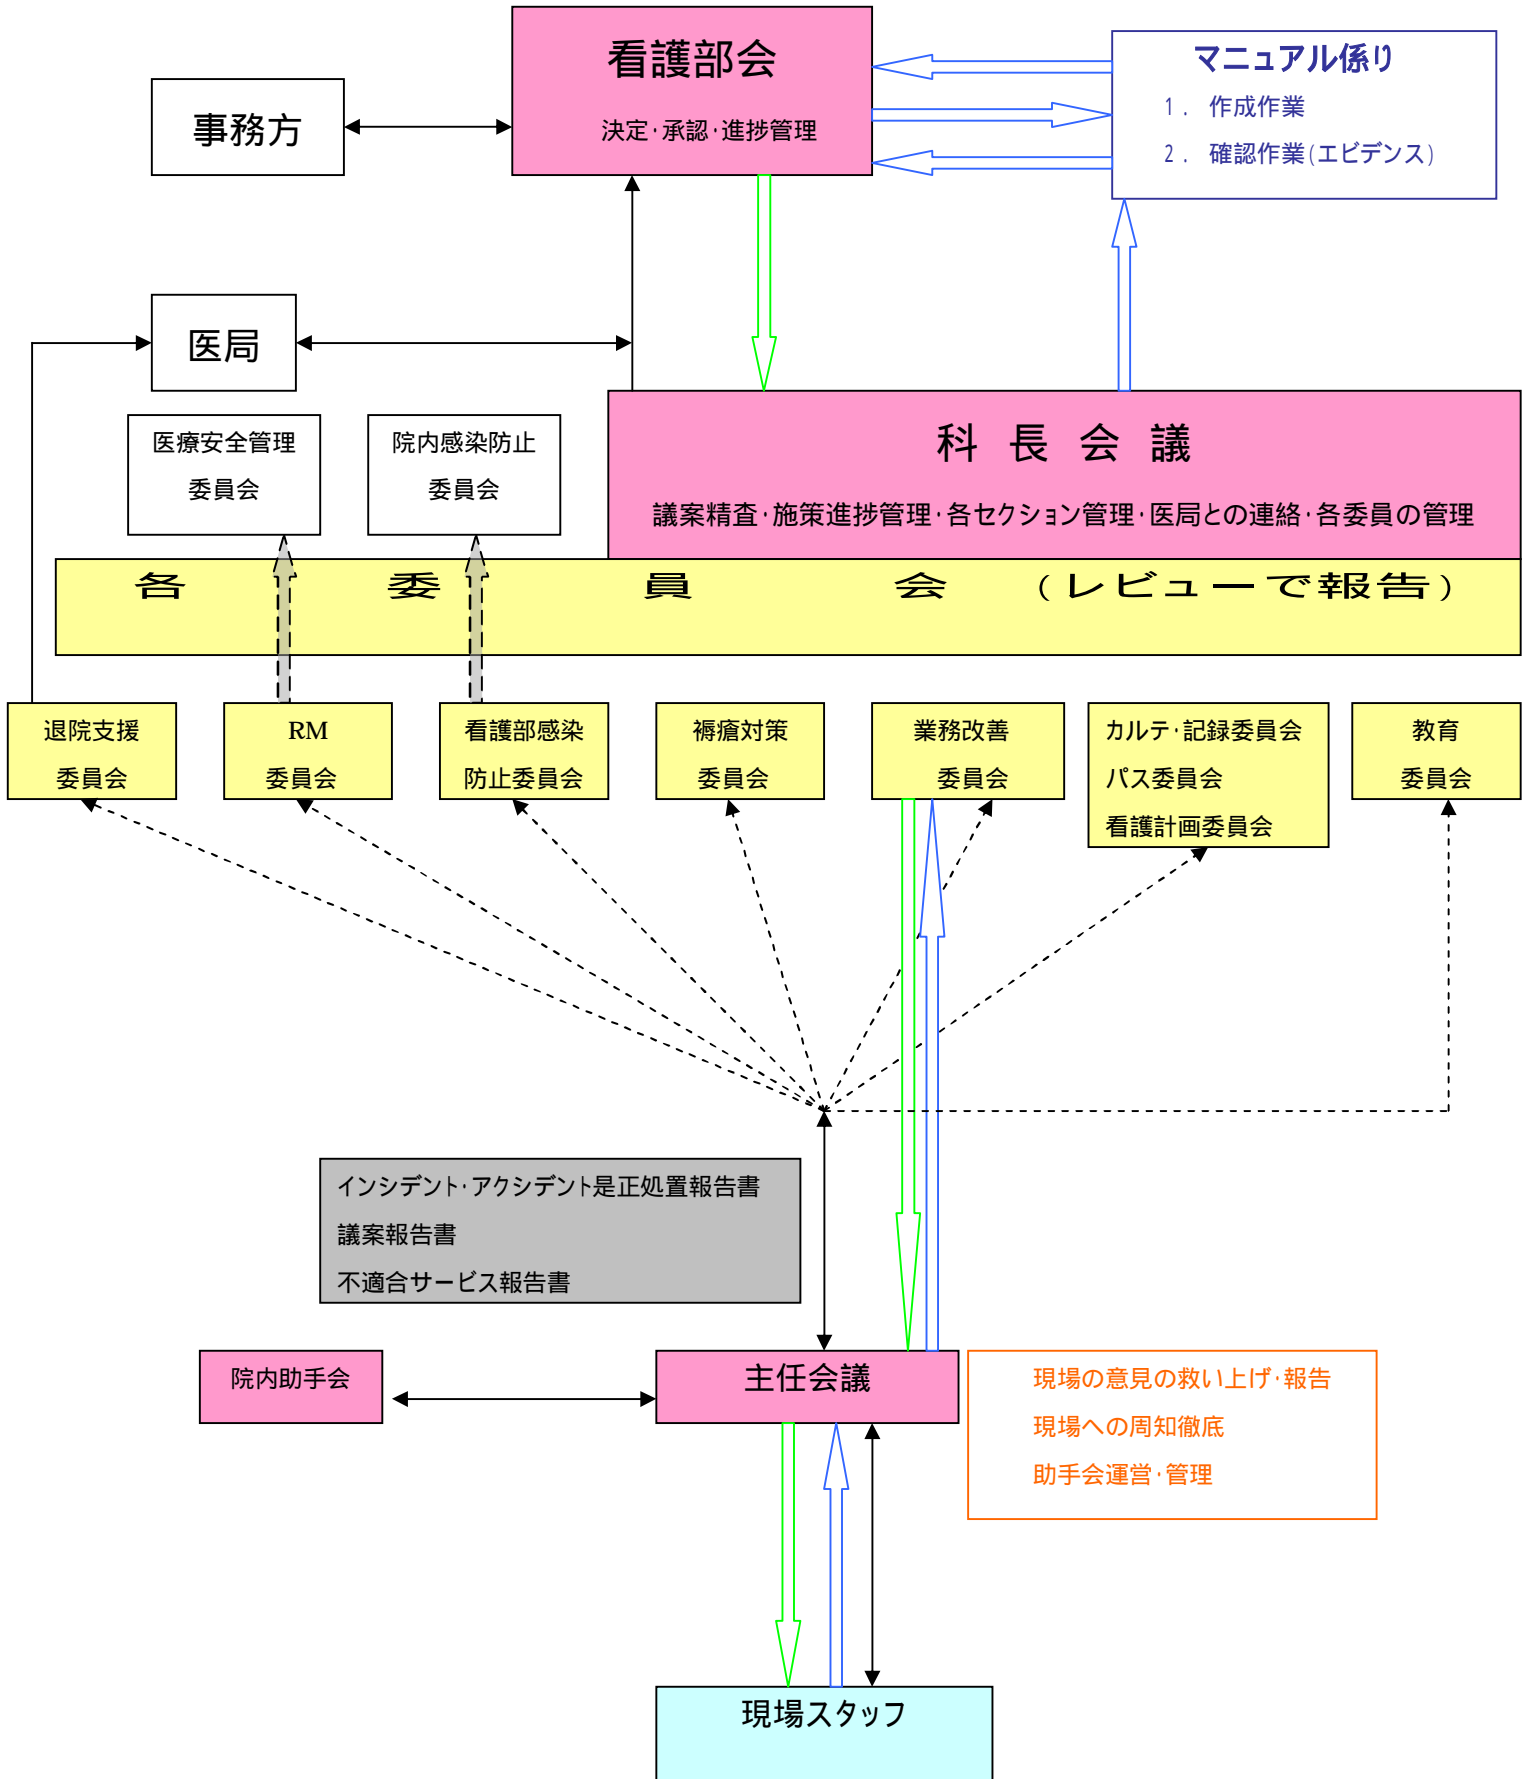 看護部会
決定・承認・進捗管理
マニュアル係り
1． 作成作業
2． 確認作業(エビデンス)
事務方
医局
医療安全管理
委員会
院内感染防止
委員会
科 長 会 議
議案精査・施策進捗管理・各セクション管理・医局との連絡・各委員の管理
各 委 員 会 （レビューで報告）
退院支援
委員会
RM
委員会
看護部感染
防止委員会
褥瘡対策
委員会
業務改善
委員会
カルテ・記録委員会
パス委員会
看護計画委員会
教育
委員会
インシデント・アクシデント是正処置報告書
議案報告書
不適合サービス報告書
院内助手会
主任会議
現場の意見の救い上げ・報告
現場への周知徹底
助手会運営・管理
現場スタッフ